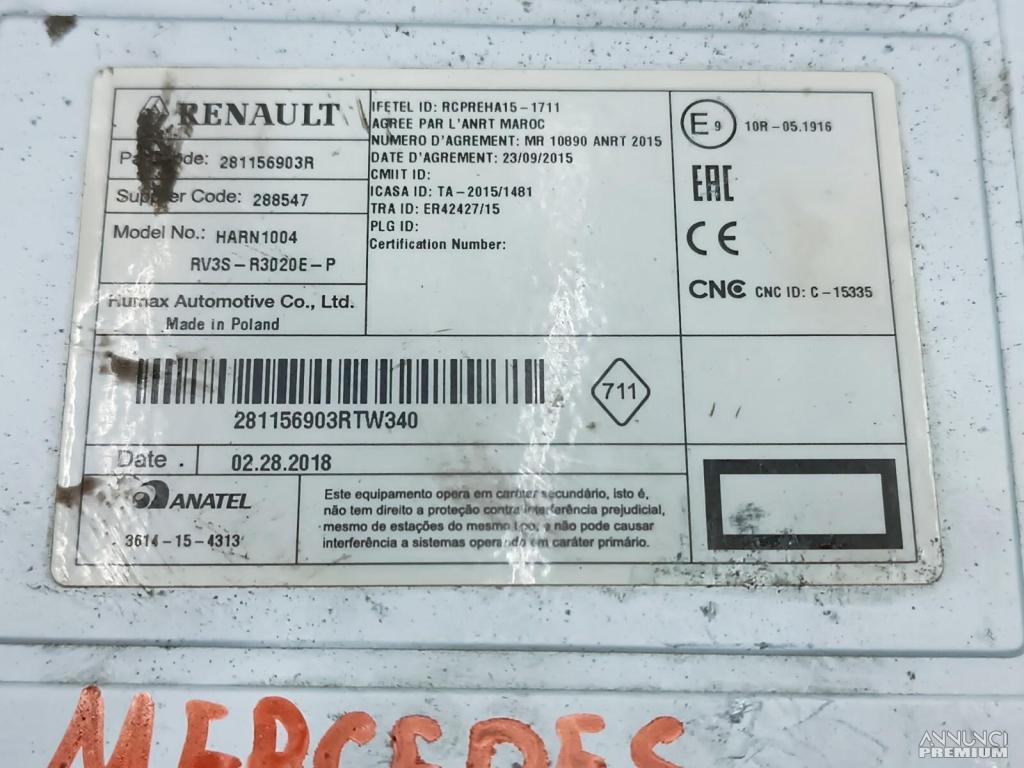 RENAULT
Part Code: 281156903R
Supplier Code: 288547
Model No.: HARN1004
RV3S-R3020E-P
Humax Automotive Co., Ltd.
Made in Poland
IFETEL ID: RCPREHA15-1711
AGREE PAR L'ANRT MAROC
NUMERO D'AGREMENT: MR 10890 ANRT 2015
DATE D'AGREMENT: 23/09/2015
CMIIT ID:
ICASA ID: TA-2015/1481
TRA ID: ER42427/15
PLG ID:
Certification Number:
E9 10R-05.1916
EAC
CE
CNC CNC ID: C-15335
281156903RTW340
711
Date . 02.28.2018
ANATEL
3614-15-4313
Este equipamento opera em caráter secundário, isto é,
não tem direito a proteção contra interferência prejudicial,
mesmo de estações do mesmo tipo, e não pode causar
interferência a sistemas operando em caráter primário.
MERCEDES
ANNUNCI
PREMIUM